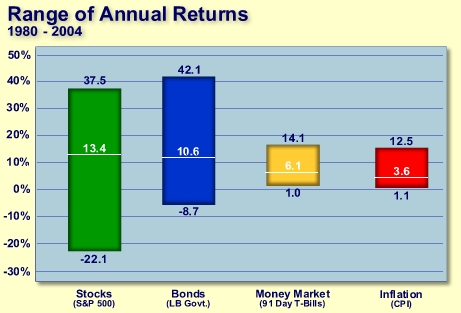 Range of Annual Returns
1980 - 2004
50%
40%
30%
20%
10%
0%
-10%
-20%
-30%
37.5
13.4
-22.1
42.1
10.6
-8.7
14.1
6.1
1.0
12.5
3.6
1.1
Stocks
(S&P 500)
Bonds
(LB Govt.)
Money Market
(91 Day T-Bills)
Inflation
(CPI)